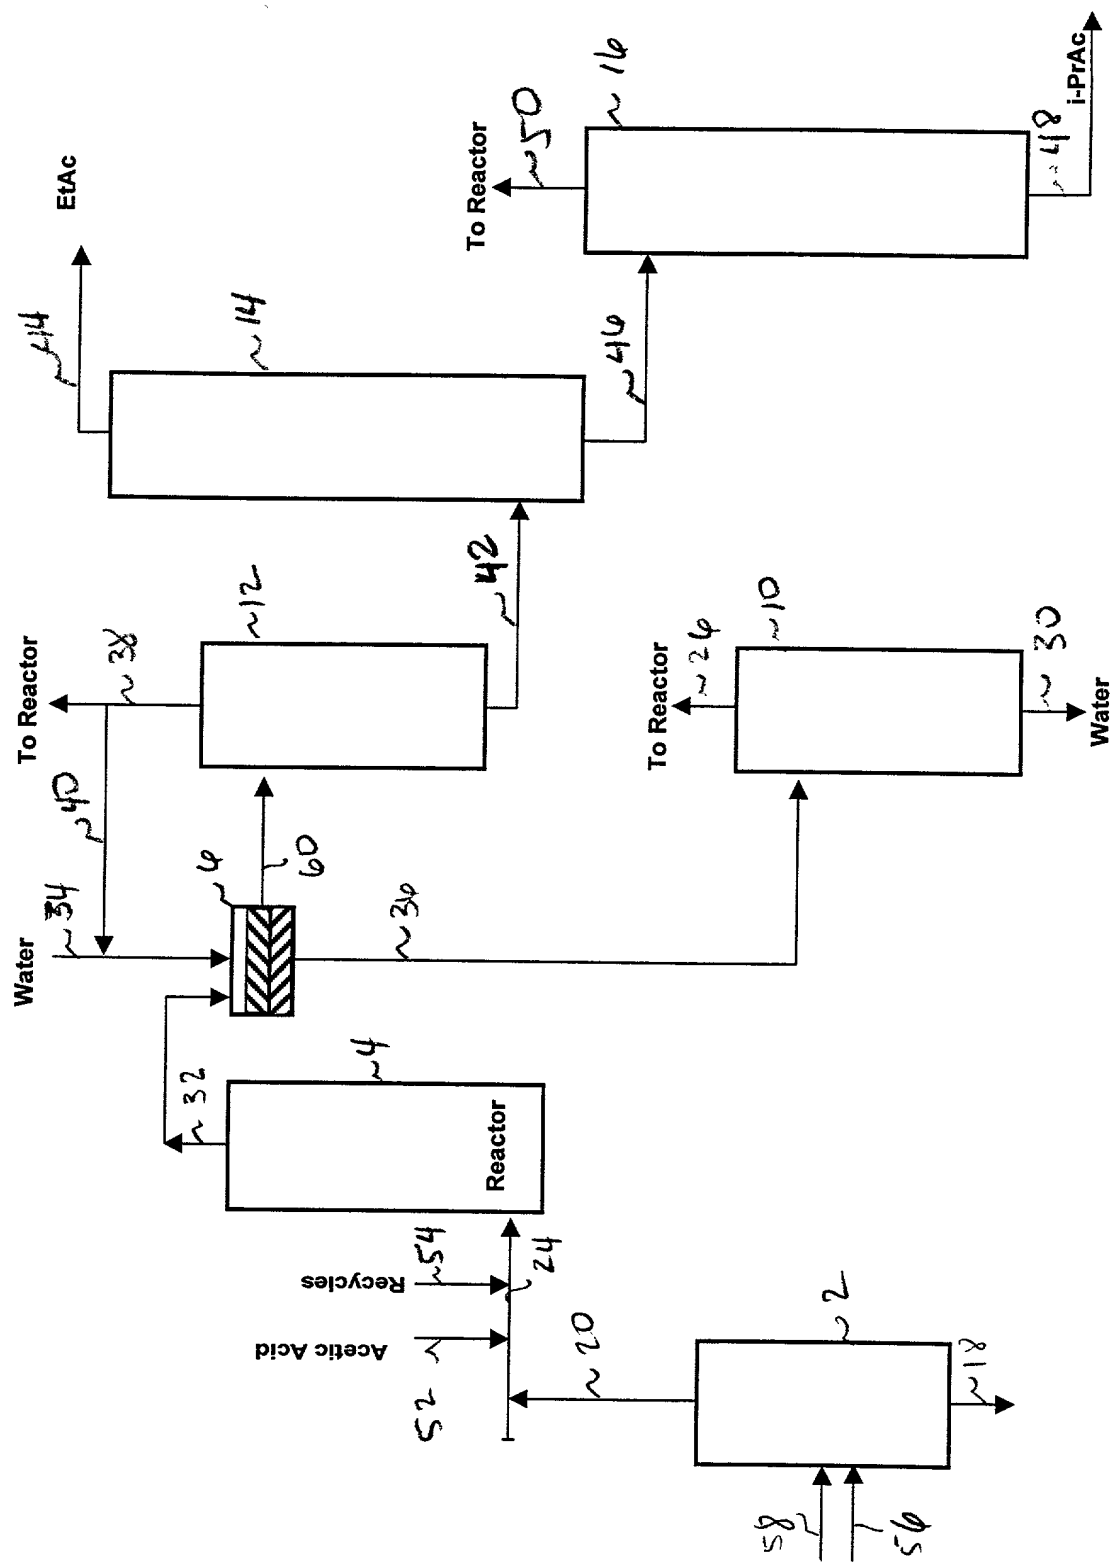 EtAc
44
14
To Reactor
50
16
46
48
i-PrAc
To Reactor
38
12
42
40
Water
34
6
60
36
To Reactor
26
10
30
Water
32
4
Reactor
Recycles
54
24
Acetic Acid
52
20
2
18
58
56